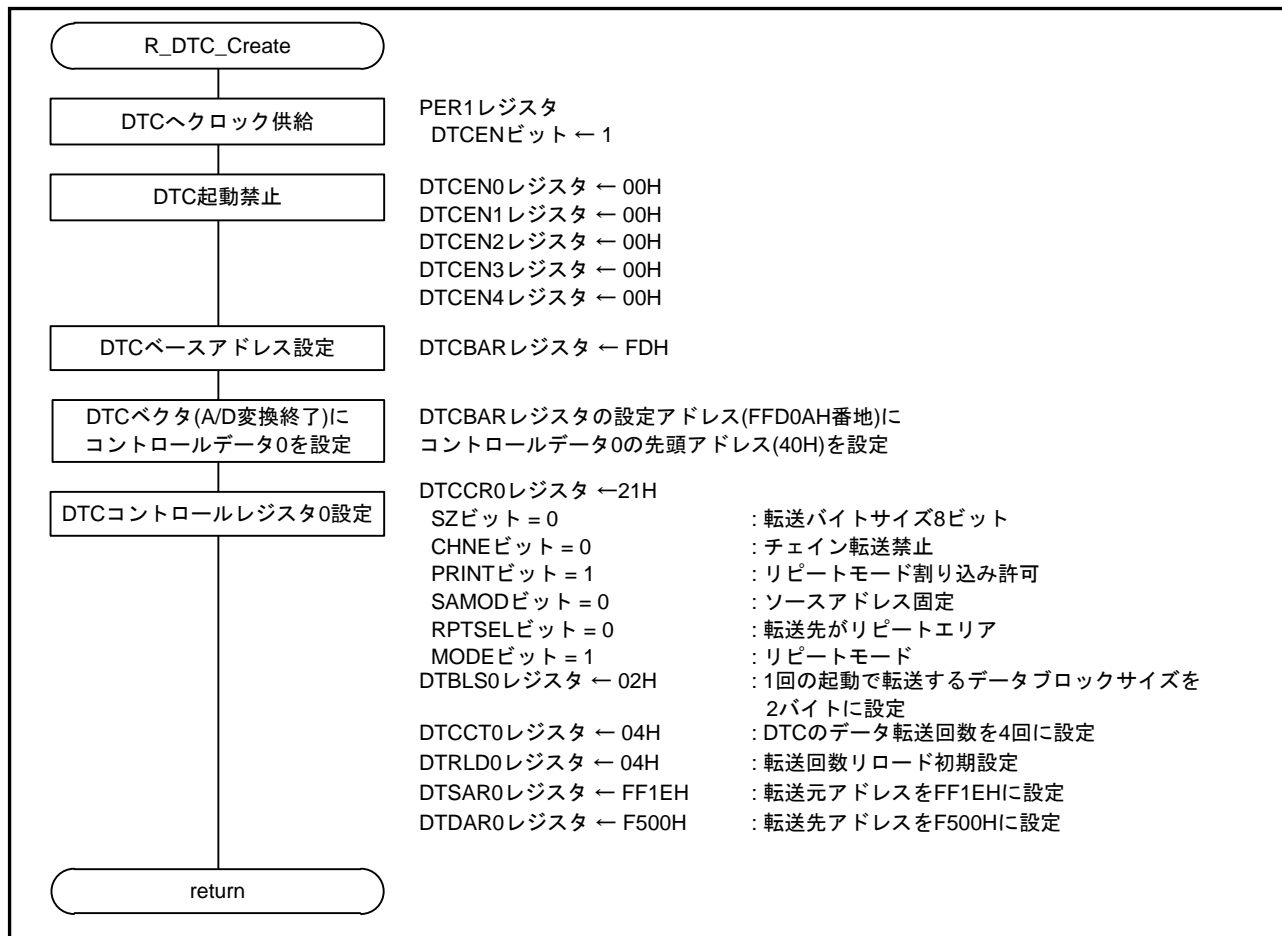 R_DTC_Create
DTCへクロック供給
PER1レジスタ
DTCENビット ← 1
DTC起動禁止
DTCEN0レジスタ ← 00H
DTCEN1レジスタ ← 00H
DTCEN2レジスタ ← 00H
DTCEN3レジスタ ← 00H
DTCEN4レジスタ ← 00H
DTCベースアドレス設定
DTCBARレジスタ ← FDH
DTCベクタ(A/D変換終了)に
コントロールデータ0を設定
DTCBARレジスタの設定アドレス(FFD0AH番地)に
コントロールデータ0の先頭アドレス(40H)を設定
DTCコントロールレジスタ0設定
DTCCR0レジスタ ←21H
SZビット = 0 : 転送バイトサイズ8ビット
CHNEビット = 0 : チェイン転送禁止
PRINTビット = 1 : リピートモード割り込み許可
SAMODビット = 0 : ソースアドレス固定
RPTSELビット = 0 : 転送先がリピートエリア
MODEビット = 1 : リピートモード
DTBLS0レジスタ ← 02H : 1回の起動で転送するデータブロックサイズを
2バイトに設定
DTCCT0レジスタ ← 04H : DTCのデータ転送回数を4回に設定
DTRLD0レジスタ ← 04H : 転送回数リロード初期設定
DTSAR0レジスタ ← FF1EH : 転送元アドレスをFF1EHに設定
DTDAR0レジスタ ← F500H : 転送先アドレスをF500Hに設定
return